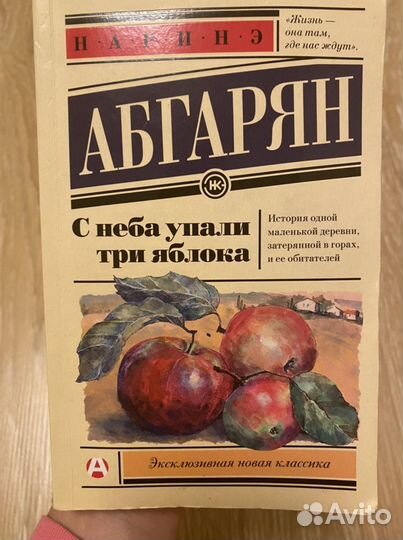 Н·А·Р·И·Н·Э
«Жизнь —
она там,
где нас ждут».
АБГАРЯН
НК
С неба упали
три яблока
История одной
маленькой деревни,
затерянной в горах,
и ее обитателей
А
Эксклюзивная новая классика
Avito